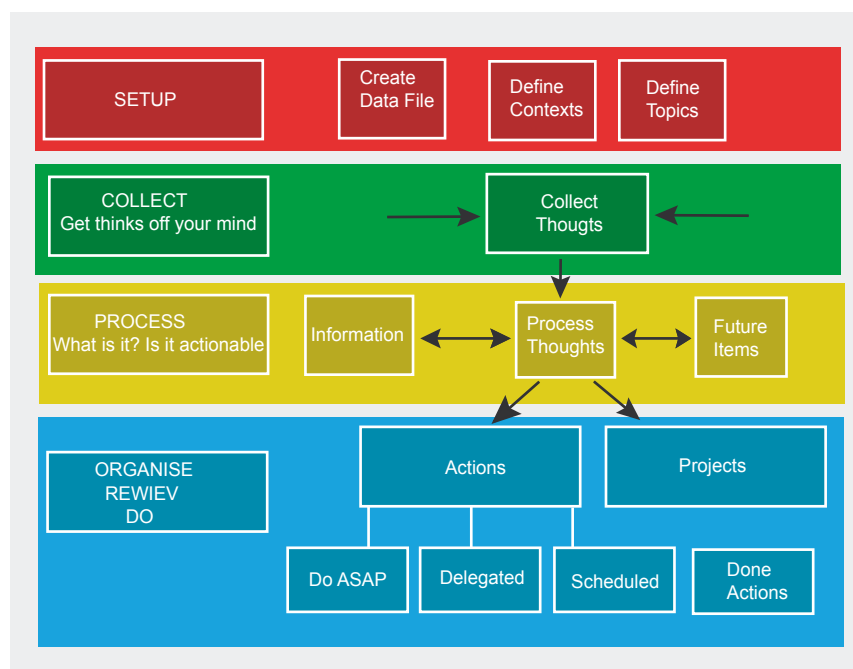 SETUP
Create
Data File
Define
Contexts
Define
Topics
COLLECT
Get thinks off your mind
Collect
Thougts
PROCESS
What is it? Is it actionable
Information
Process
Thoughts
Future
Items
ORGANISE
REWIEV
DO
Actions
Projects
Do ASAP
Delegated
Scheduled
Done
Actions